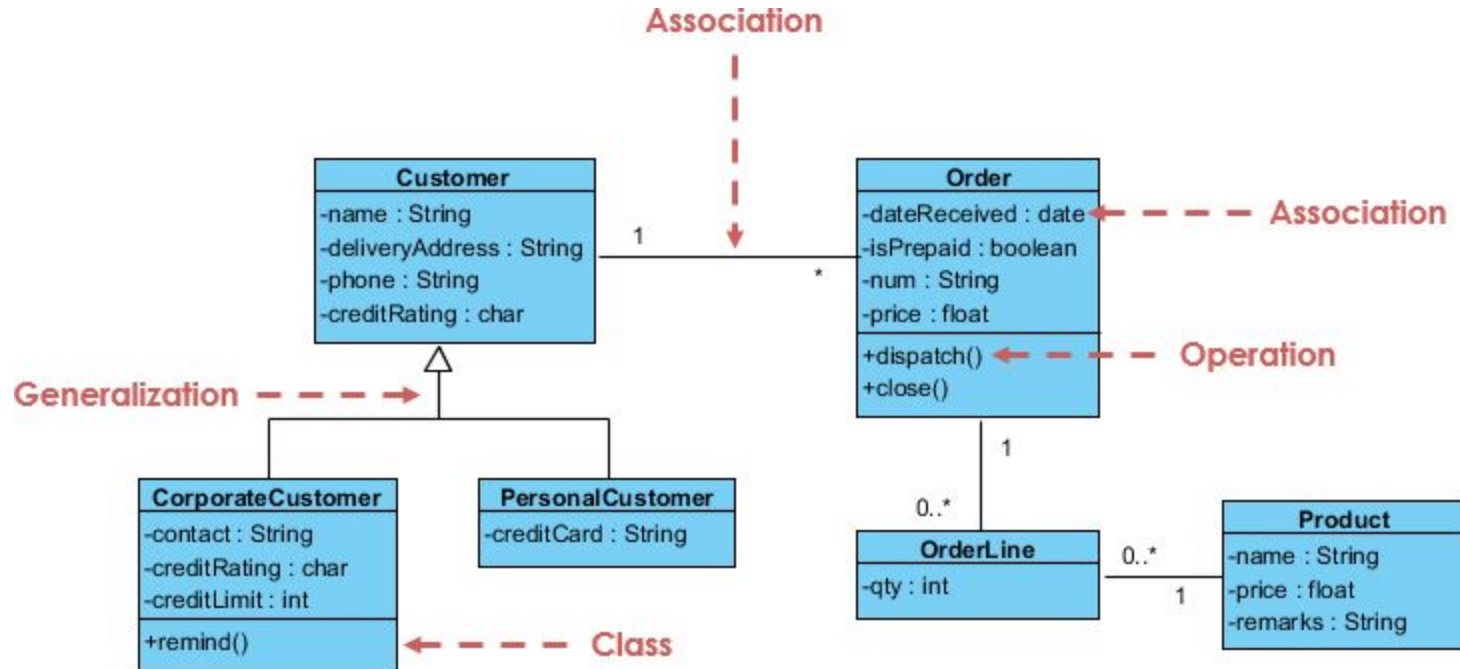 Association
Customer
-name : String
-deliveryAddress : String
-phone : String
-creditRating : char
1
*
Order
-dateReceived : date
-isPrepaid : boolean
-num : String
-price : float
+dispatch()
+close()
Association
Operation
Generalization
CorporateCustomer
-contact : String
-creditRating : char
-creditLimit : int
+remind()
Class
PersonalCustomer
-creditCard : String
1
0..*
OrderLine
-qty : int
0..*
1
Product
-name : String
-price : float
-remarks : String